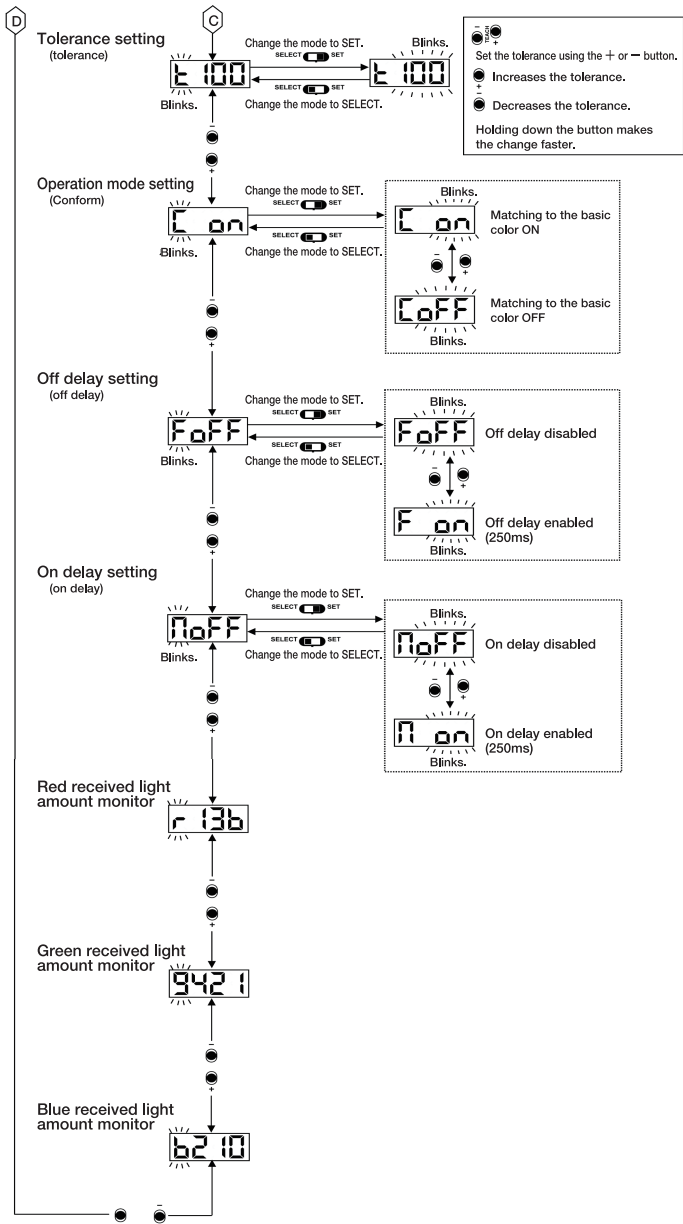 D
C
Tolerance setting
(tolerance)
t 100
Blinks.
Change the mode to SET.
SELECT SET
SELECT SET
Change the mode to SELECT.
Blinks.
t 100
− TEACH +
Set the tolerance using the + or − button.
+ Increases the tolerance.
− Decreases the tolerance.
Holding down the button makes
the change faster.
−
+
Operation mode setting
(Conform)
C on
Blinks.
Change the mode to SET.
SELECT SET
SELECT SET
Change the mode to SELECT.
Blinks.
C on
Matching to the basic
color ON
− +
CoFF
Matching to the basic
color OFF
Blinks.
−
+
Off delay setting
(off delay)
FoFF
Blinks.
Change the mode to SET.
SELECT SET
SELECT SET
Change the mode to SELECT.
Blinks.
FoFF
Off delay disabled
− +
F on
Off delay enabled
(250ms)
Blinks.
−
+
On delay setting
(on delay)
NoFF
Blinks.
Change the mode to SET.
SELECT SET
SELECT SET
Change the mode to SELECT.
Blinks.
NoFF
On delay disabled
− +
N on
On delay enabled
(250ms)
Blinks.
−
+
Red received light
amount monitor
r 136
−
+
Green received light
amount monitor
9421
−
+
Blue received light
amount monitor
b210
−